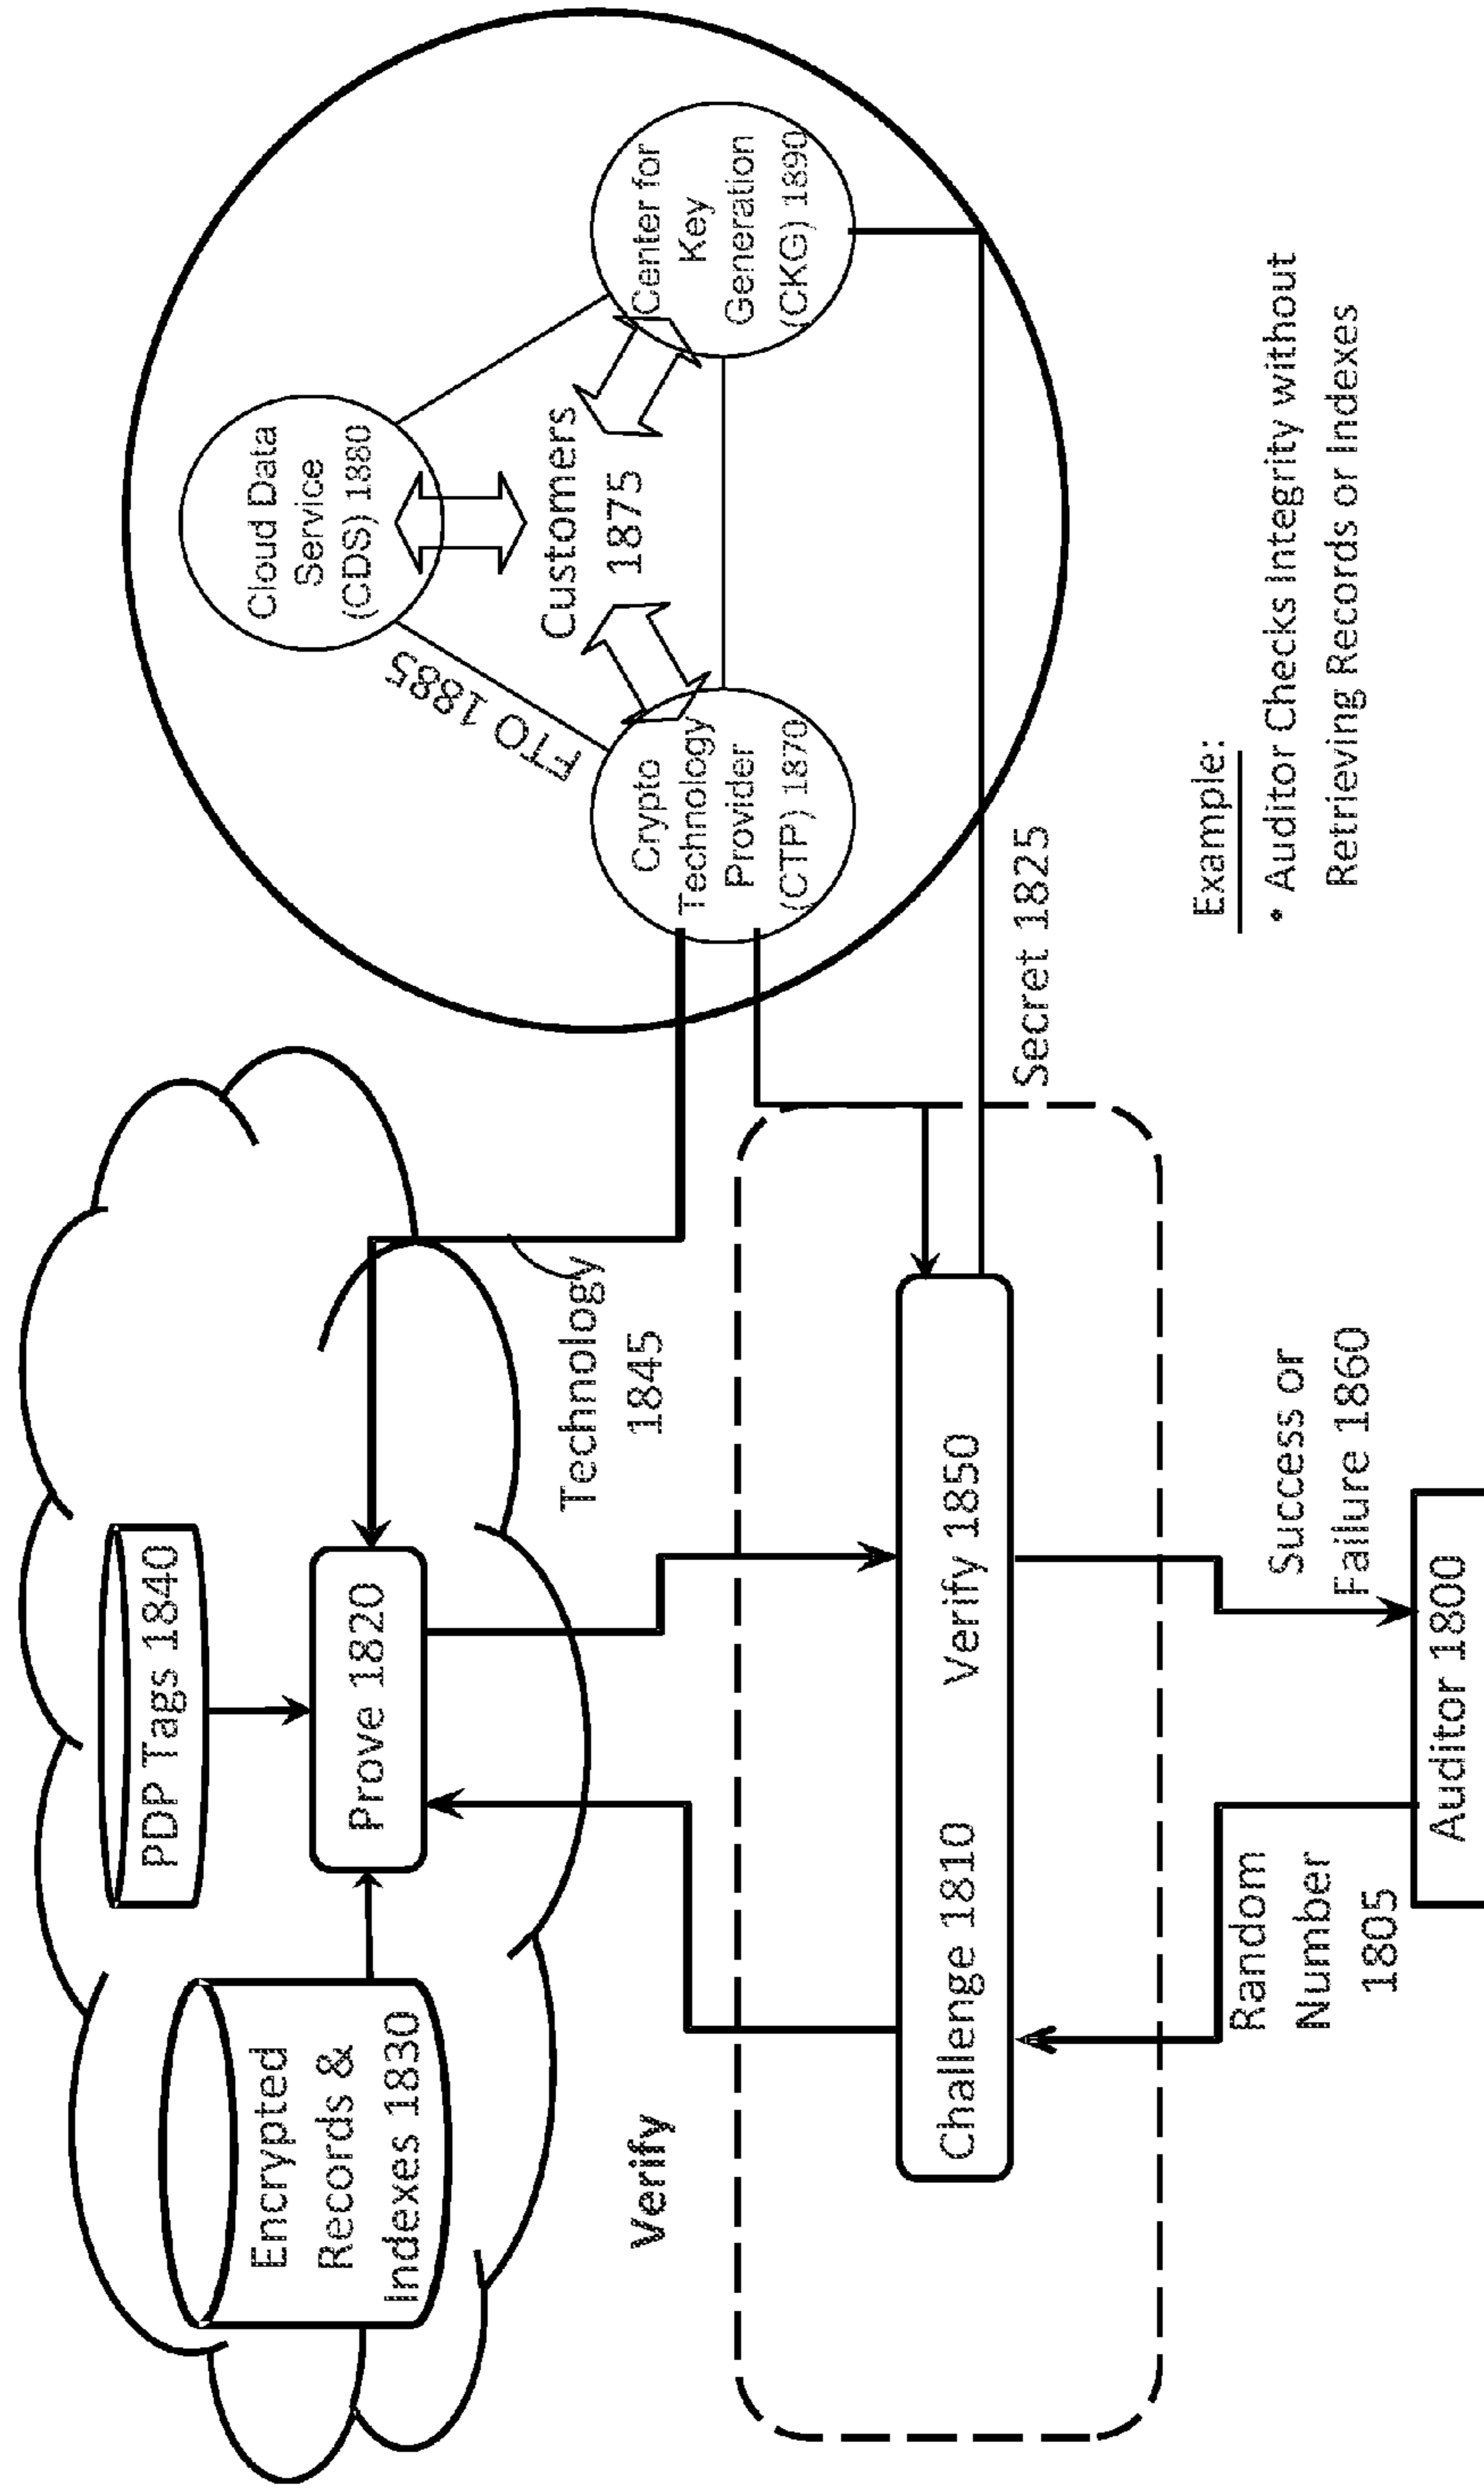 Encrypted
Records &
Indexes 1830
PDP Tags 1840
Prove 1820
Technology
1845
Verify
Challenge 1810
Verify 1850
Random
Number
1805
Success or
Failure 1860
Auditor 1800
Secret 1825
Cloud Data
Service
(CDS) 1880
FTO 1885
Customers
1875
Crypto
Technology
Provider
(CTP) 1870
Center for
Key
Generation
(CKG) 1890
Example:
• Auditor Checks Integrity without
Retrieving Records or Indexes